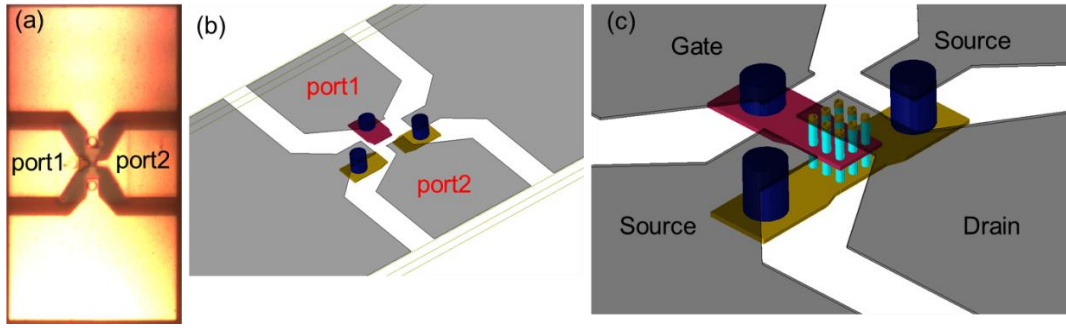 (a)
port1
port2
(b)
port1
port2
(c)
Gate
Source
Source
Drain